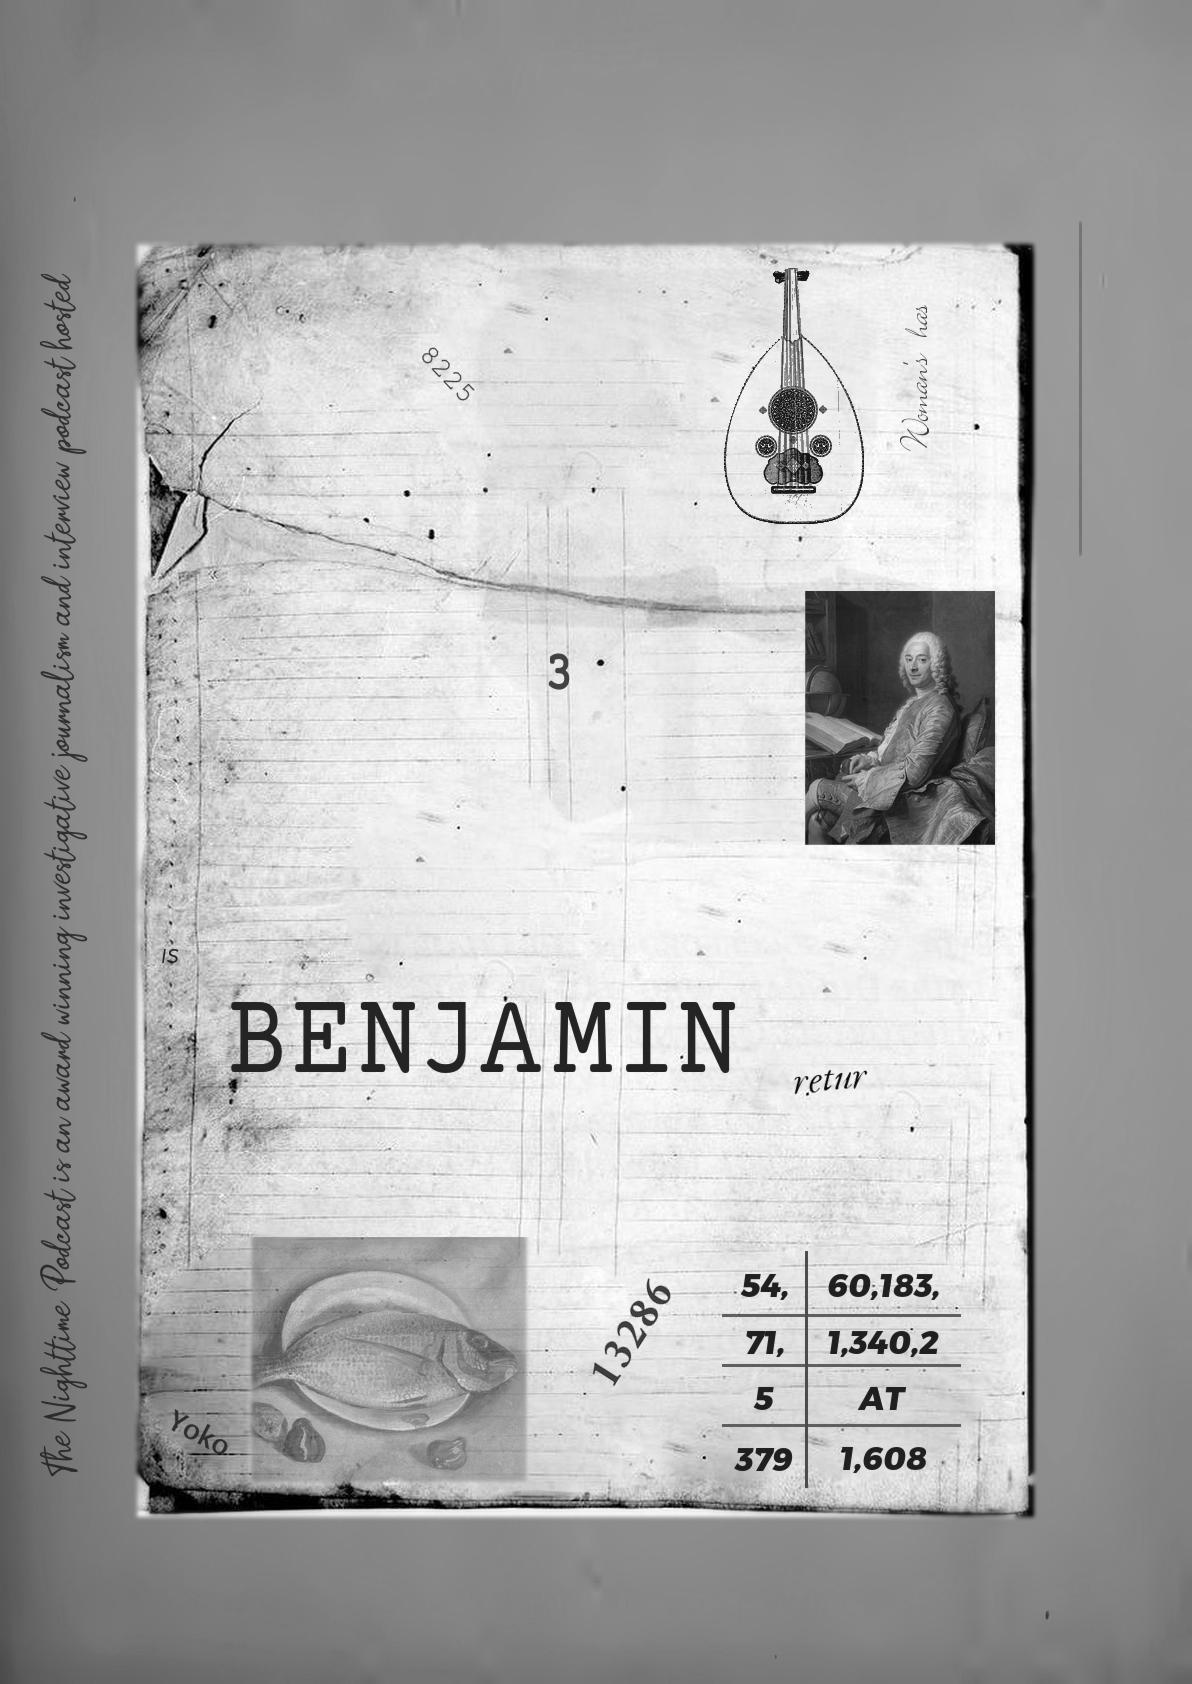 The Nighttime Podcast is an award winning investigative journalism and interview podcast hosted
Woman's has
8225
3
IS
BENJAMIN
retur
13286
54, 60,183,
71, 1,340,2
5 AT
379 1,608
Yoko